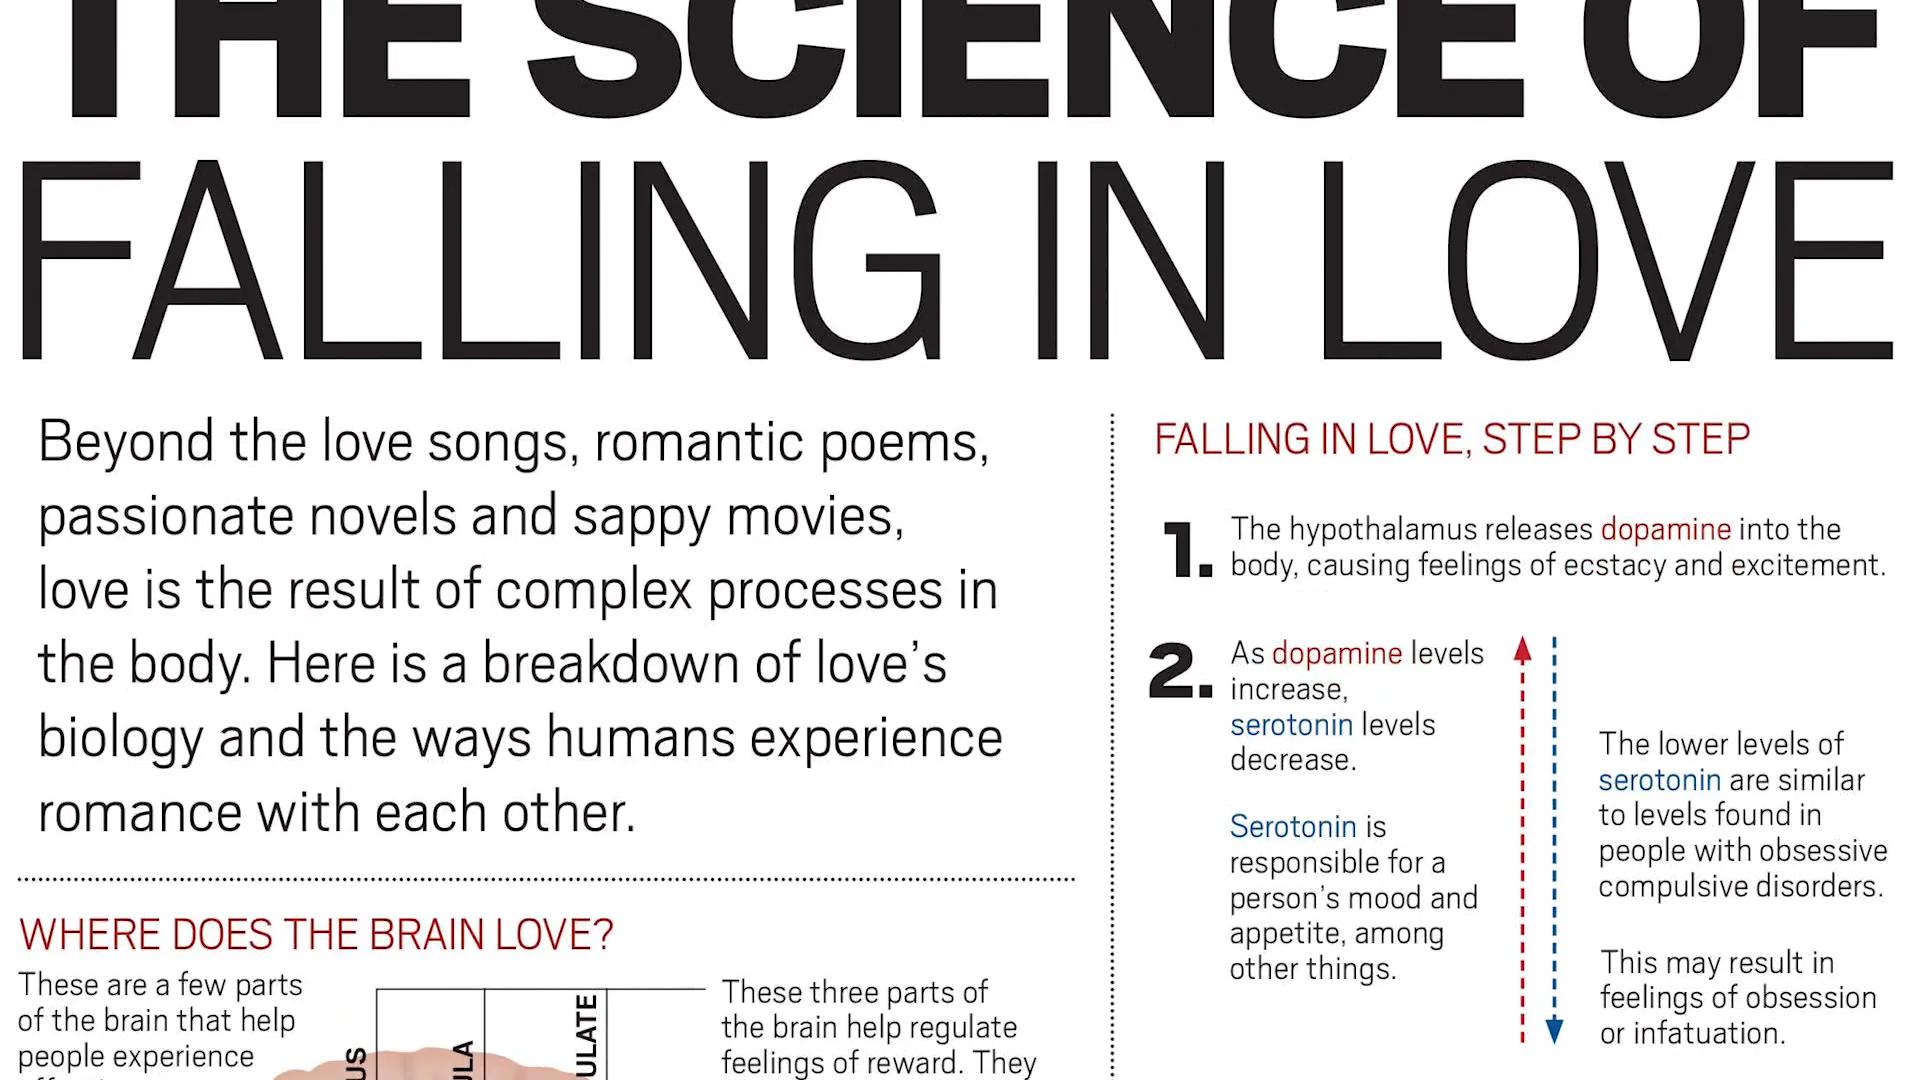 THE SCIENCE OF
FALLING IN LOVE
Beyond the love songs, romantic poems,
passionate novels and sappy movies,
love is the result of complex processes in
the body. Here is a breakdown of love's
biology and the ways humans experience
romance with each other.
WHERE DOES THE BRAIN LOVE?
These are a few parts
of the brain that help
people experience
These three parts of
the brain help regulate
feelings of reward. They
FALLING IN LOVE, STEP BY STEP
1. The hypothalamus releases dopamine into the
body, causing feelings of ecstacy and excitement.
2. As dopamine levels
increase,
serotonin levels
decrease.
Serotonin is
responsible for a
person's mood and
appetite, among
other things.
The lower levels of
serotonin are similar
to levels found in
people with obsessive
compulsive disorders.
This may result in
feelings of obsession
or infatuation.